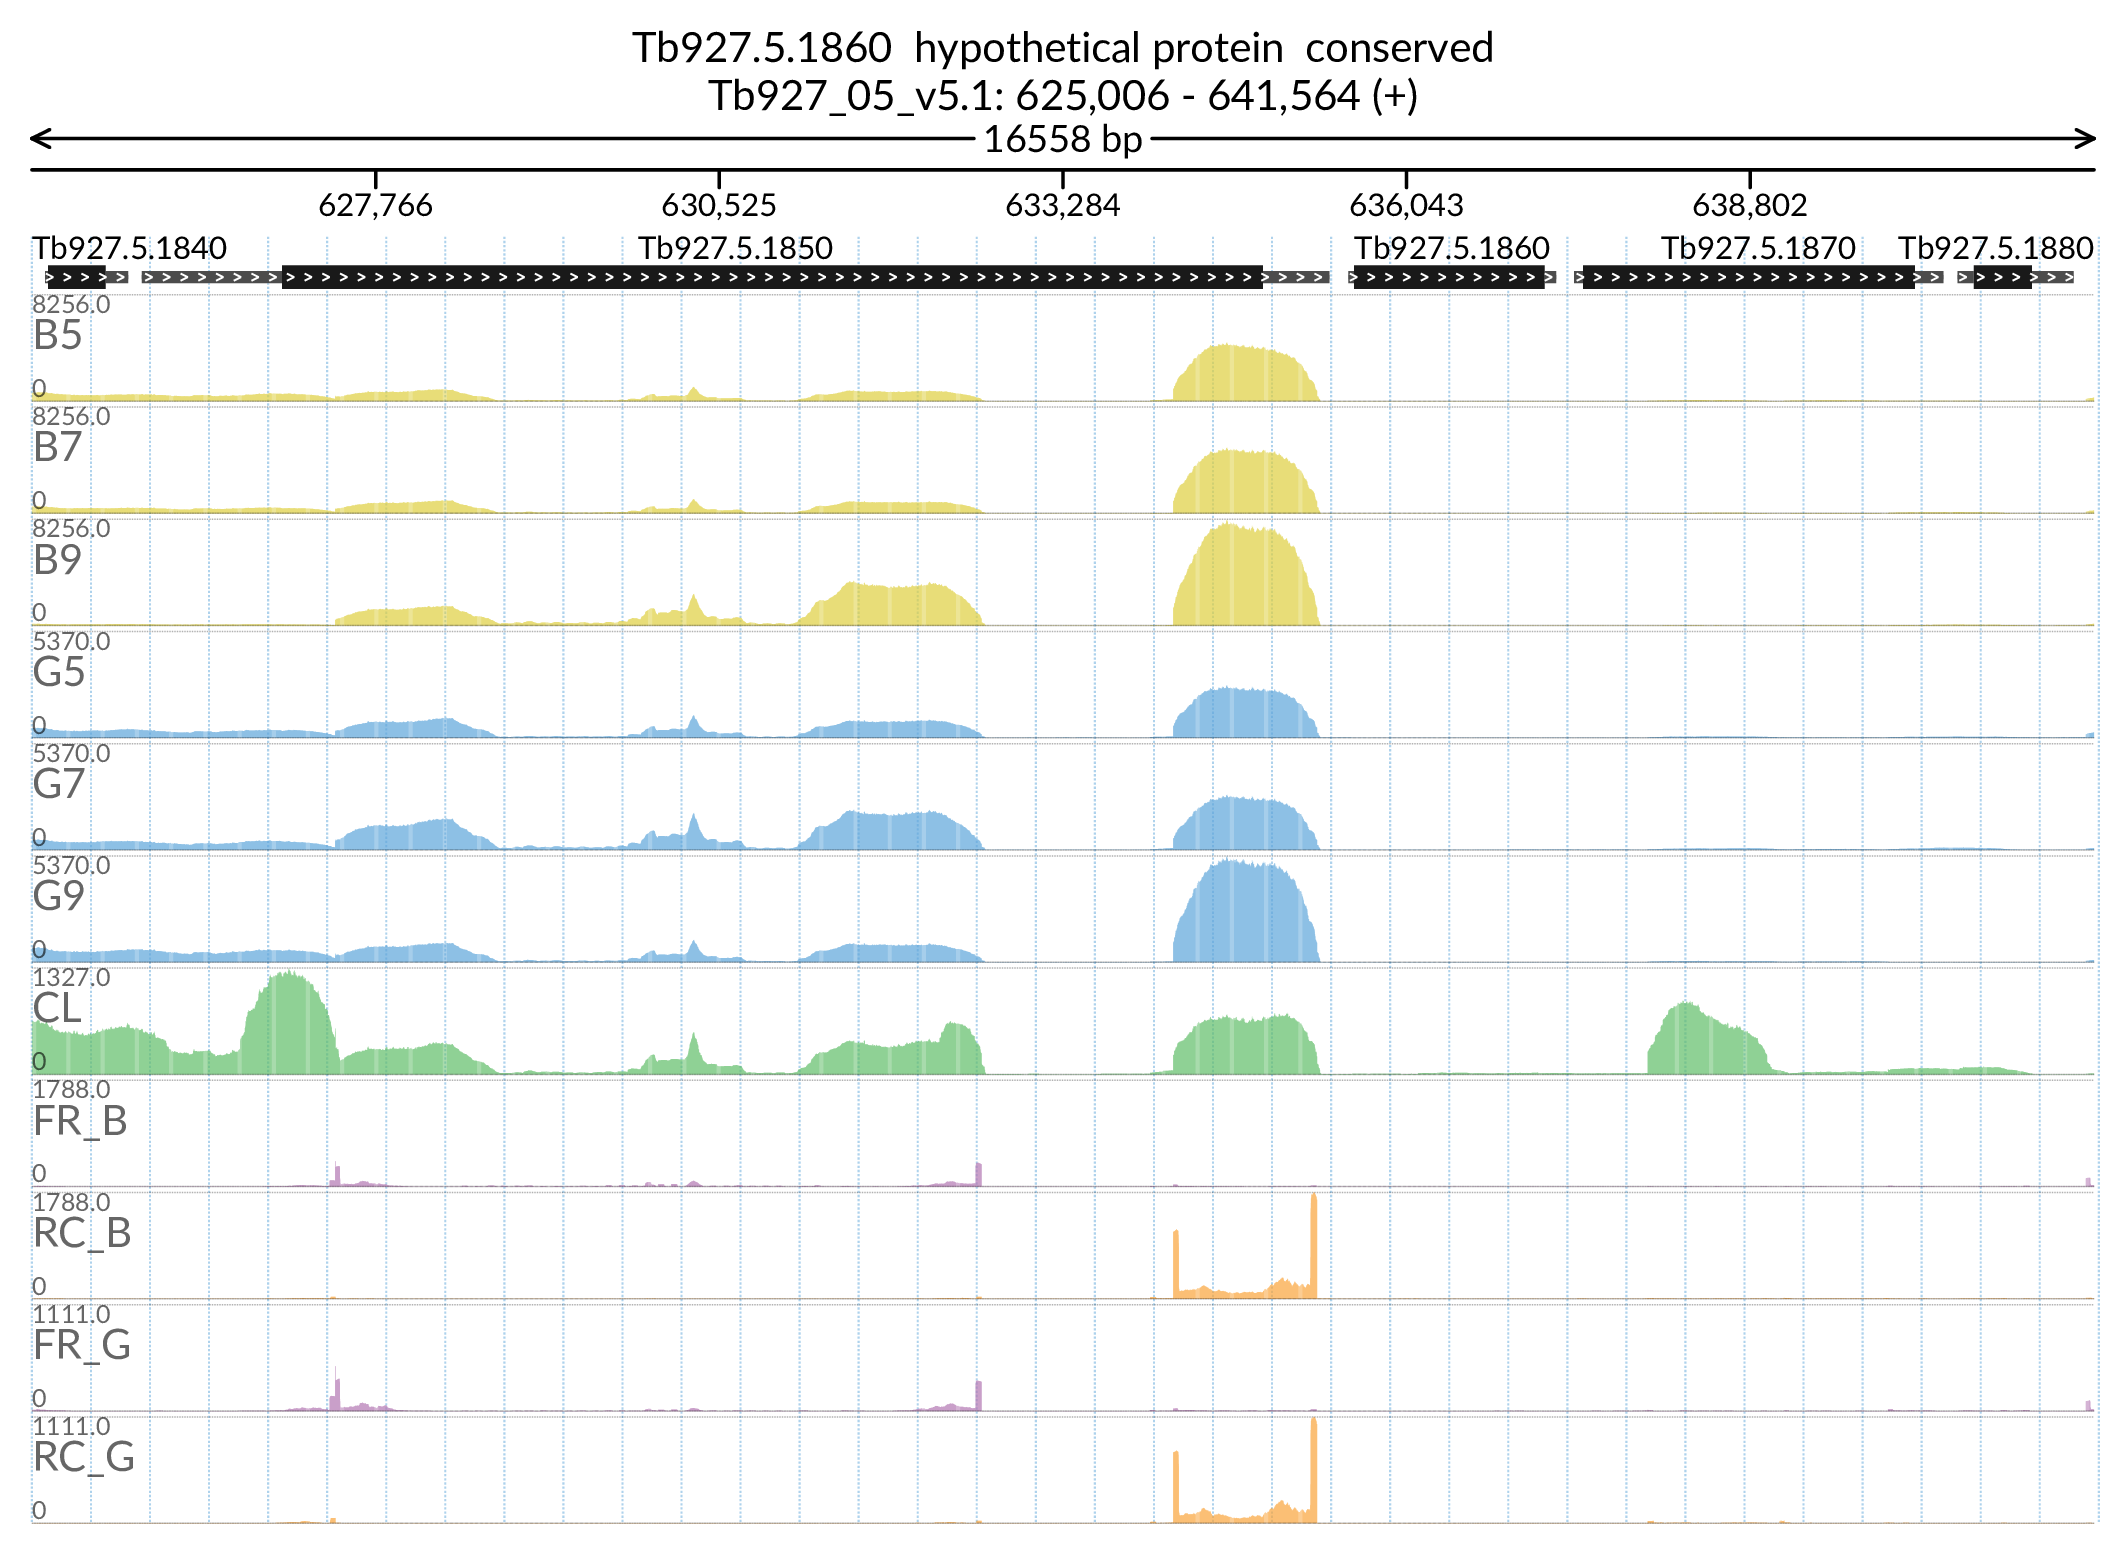 Tb927.5.1860 hypothetical protein conserved
Tb927_05_v5.1: 625,006 - 641,564 (+)
16558 bp
627,766 630,525 633,284 636,043 638,802
Tb927.5.1840 Tb927.5.1850 Tb927.5.1860 Tb927.5.1870 Tb927.5.1880
8256.0
B5
0
8256.0
B7
0
8256.0
B9
0
5370.0
G5
0
5370.0
G7
0
5370.0
G9
0
1327.0
CL
0
1788.0
FR_B
0
1788.0
RC_B
0
1111.0
FR_G
0
1111.0
RC_G
0